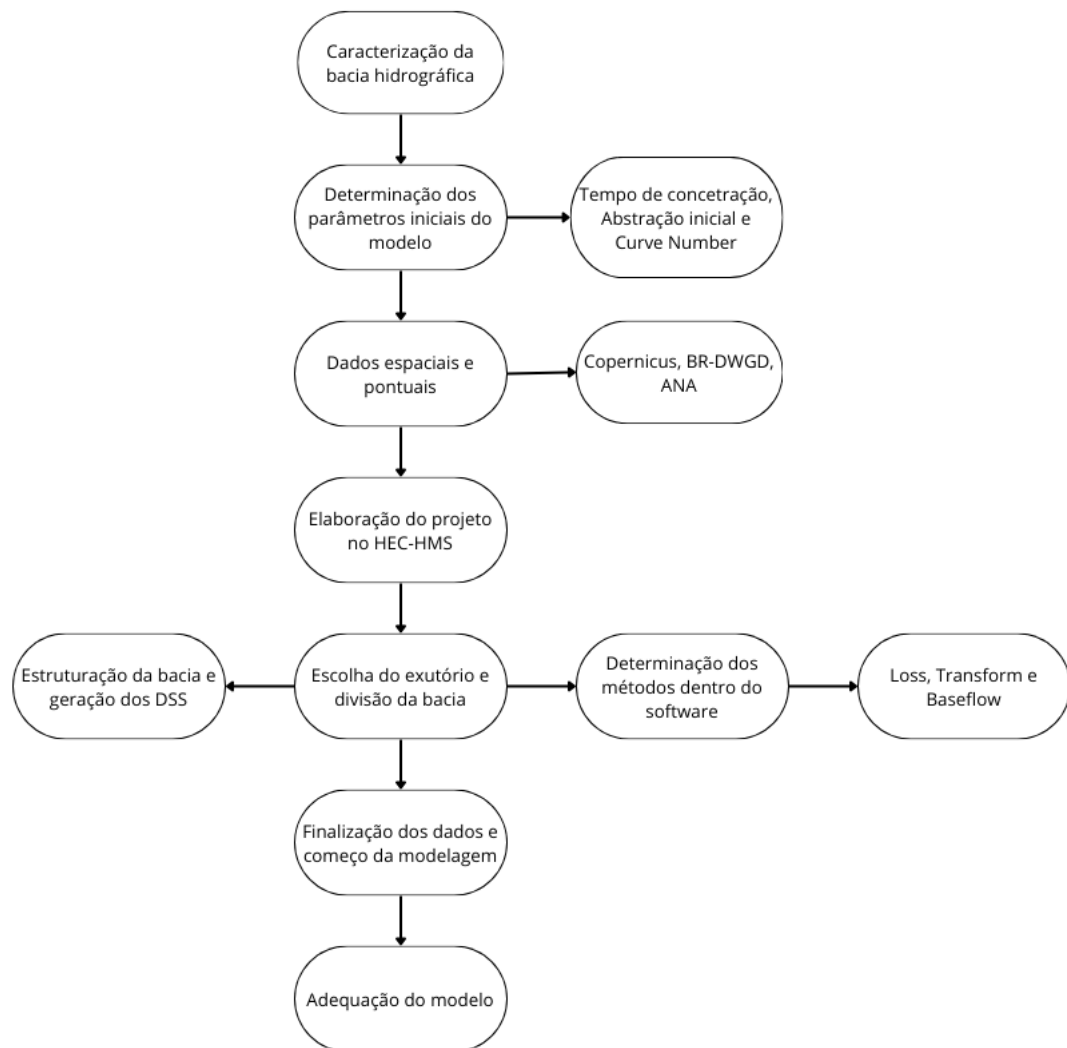 Caracterização da
bacia hidrográfica
Determinação dos
parâmetros iniciais do
modelo
Tempo de concetração,
Abstração inicial e
Curve Number
Dados espaciais e
pontuais
Copernicus, BR-DWGD,
ANA
Elaboração do projeto
no HEC-HMS
Estruturação da bacia e
geração dos DSS
Escolha do exutório e
divisão da bacia
Determinação dos
métodos dentro do
software
Loss, Transform e
Baseflow
Finalização dos dados e
começo da modelagem
Adequação do modelo